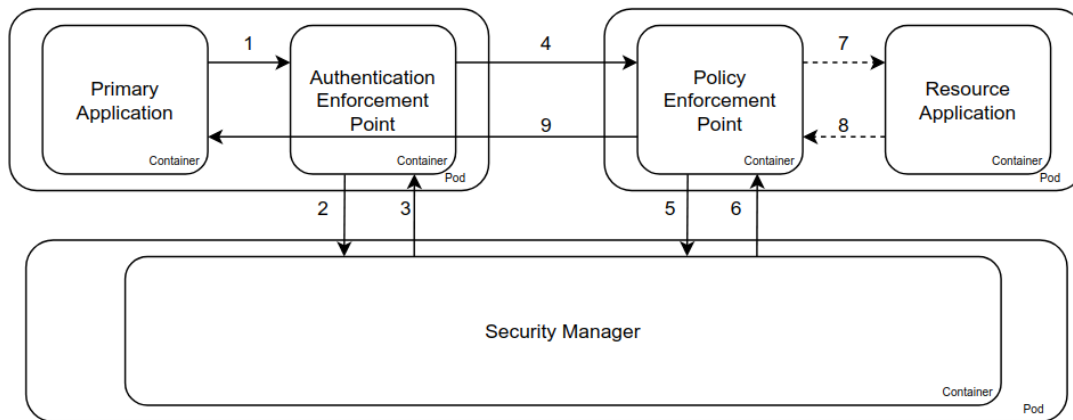 1
4
7
Primary
Application
Authentication
Enforcement
Point
Policy
Enforcement
Point
Resource
Application
9
8
Container
Container
Container
Container
Pod
Pod
2
3
5
6
Security Manager
Container
Pod